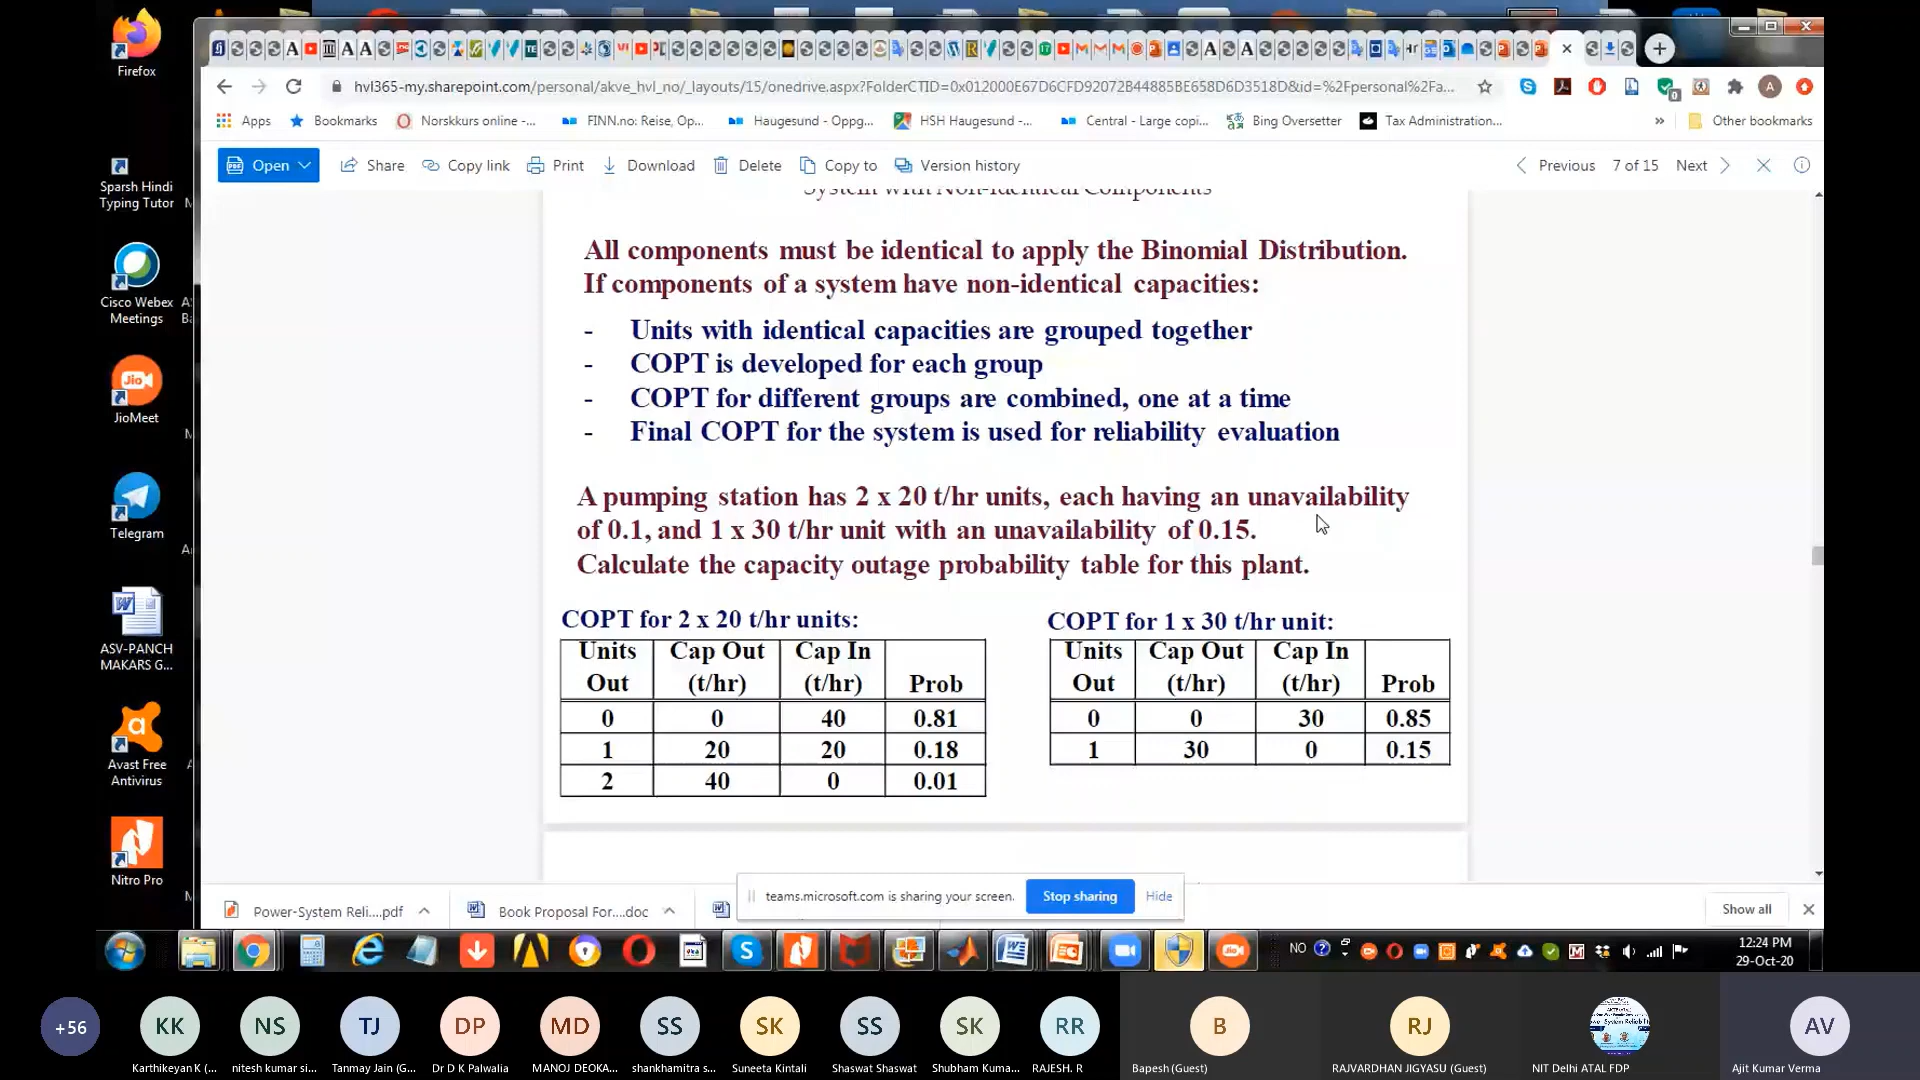 Firefox
Sparsh Hindi
Typing Tutor
Cisco Webex
Meetings
JioMeet
Telegram
ASV-PANCH
MAKARS G...
Avast Free
Antivirus
Nitro Pro
hvl365-my.sharepoint.com/personal/akve_hvl_no/_layouts/15/onedrive.aspx?FolderCTID=0x012000E67D6CFD92072B44885BE658D6D3518D&id=%2Fpersonal%2Fa...
Apps Bookmarks Norskkurs online -... FINN.no: Reise, Op... Haugesund - Oppg... HSH Haugesund -... Central - Large copi... Bing Oversetter Tax Administration... » Other bookmarks
Open Share Copy link Print Download Delete Copy to Version history Previous 7 of 15 Next
System with Non-Identical Components
All components must be identical to apply the Binomial Distribution.
If components of a system have non-identical capacities:
- Units with identical capacities are grouped together
- COPT is developed for each group
- COPT for different groups are combined, one at a time
- Final COPT for the system is used for reliability evaluation
A pumping station has 2 x 20 t/hr units, each having an unavailability
of 0.1, and 1 x 30 t/hr unit with an unavailability of 0.15.
Calculate the capacity outage probability table for this plant.
COPT for 2 x 20 t/hr units:
Units Out Cap Out (t/hr) Cap In (t/hr) Prob
0 0 40 0.81
1 20 20 0.18
2 40 0 0.01
COPT for 1 x 30 t/hr unit:
Units Out Cap Out (t/hr) Cap In (t/hr) Prob
0 0 30 0.85
1 30 0 0.15
teams.microsoft.com is sharing your screen. Stop sharing Hide
Power-System Reli....pdf Book Proposal For....doc Show all
NO 12:24 PM
29-Oct-20
+56 KK NS TJ DP MD SS SK SS SK RR B RJ AV
Karthikeyan K (... nitesh kumar si... Tanmay Jain (G... Dr D K Palwalia MANOJ DEOKA... shankhamitra s... Suneeta Kintali Shaswat Shaswat Shubham Kuma... RAJESH. R Bapesh (Guest) RAJVARDHAN JIGYASU (Guest) NIT Delhi ATAL FDP Ajit Kumar Verma